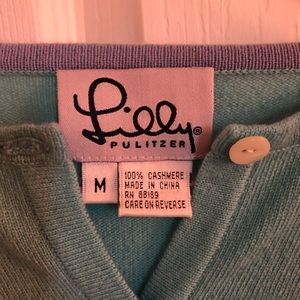 Lilly®
PULITZER
M
100% CASHMERE
MADE IN CHINA
RN 88189
CARE ON REVERSE